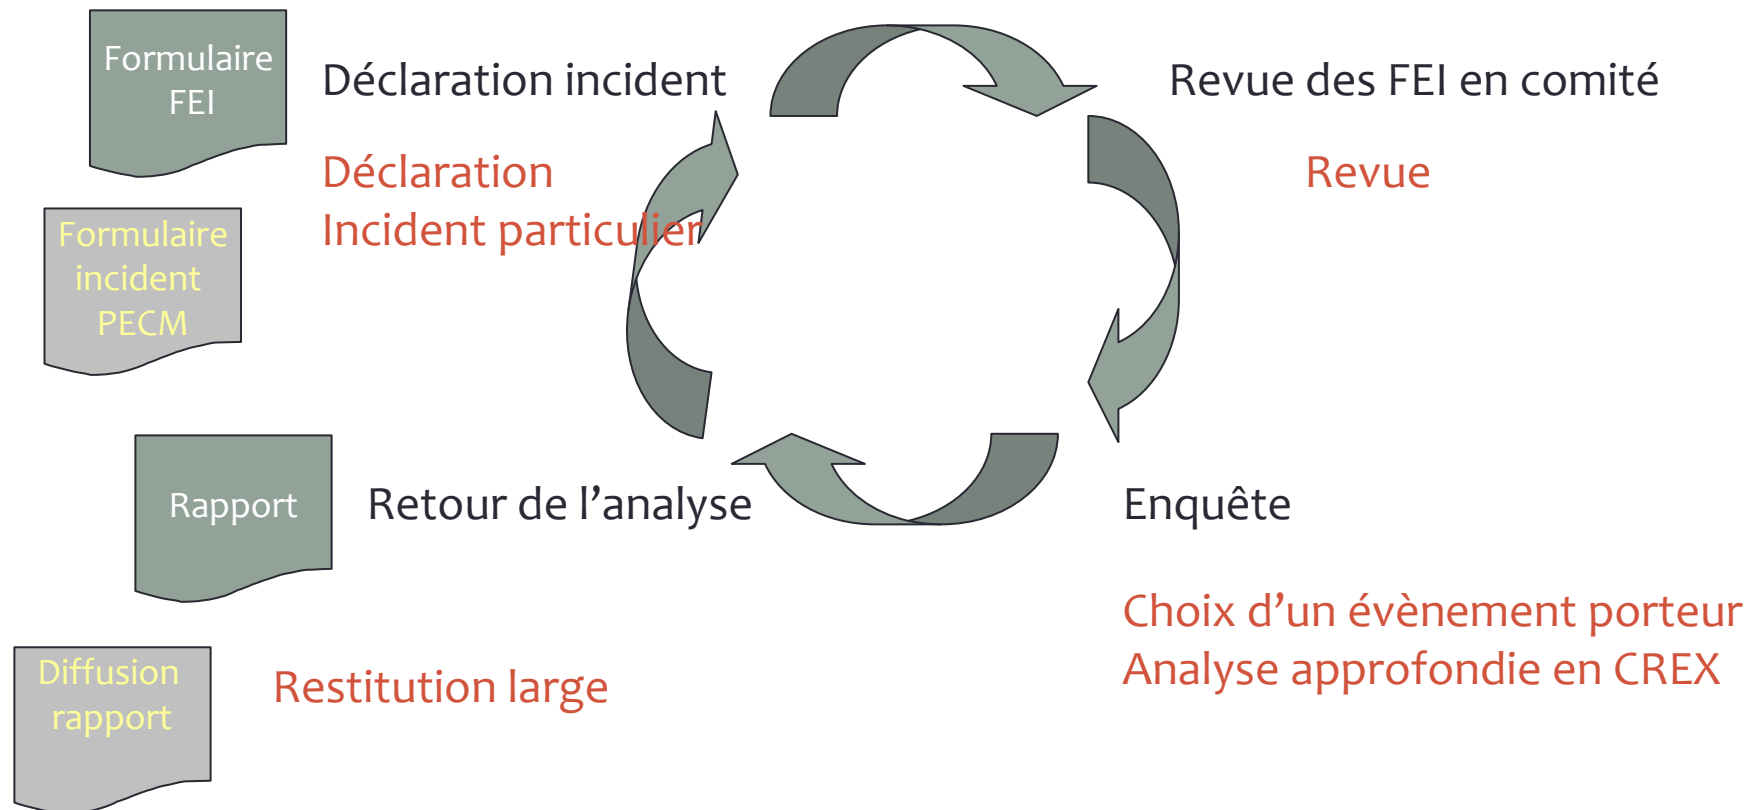 Formulaire
FEI
Déclaration incident
Revue des FEI en comité
Déclaration
Incident particulier
Revue
Formulaire
incident
PECM
Rapport
Retour de l’analyse
Enquête
Choix d’un évènement porteur
Analyse approfondie en CREX
Diffusion
rapport
Restitution large